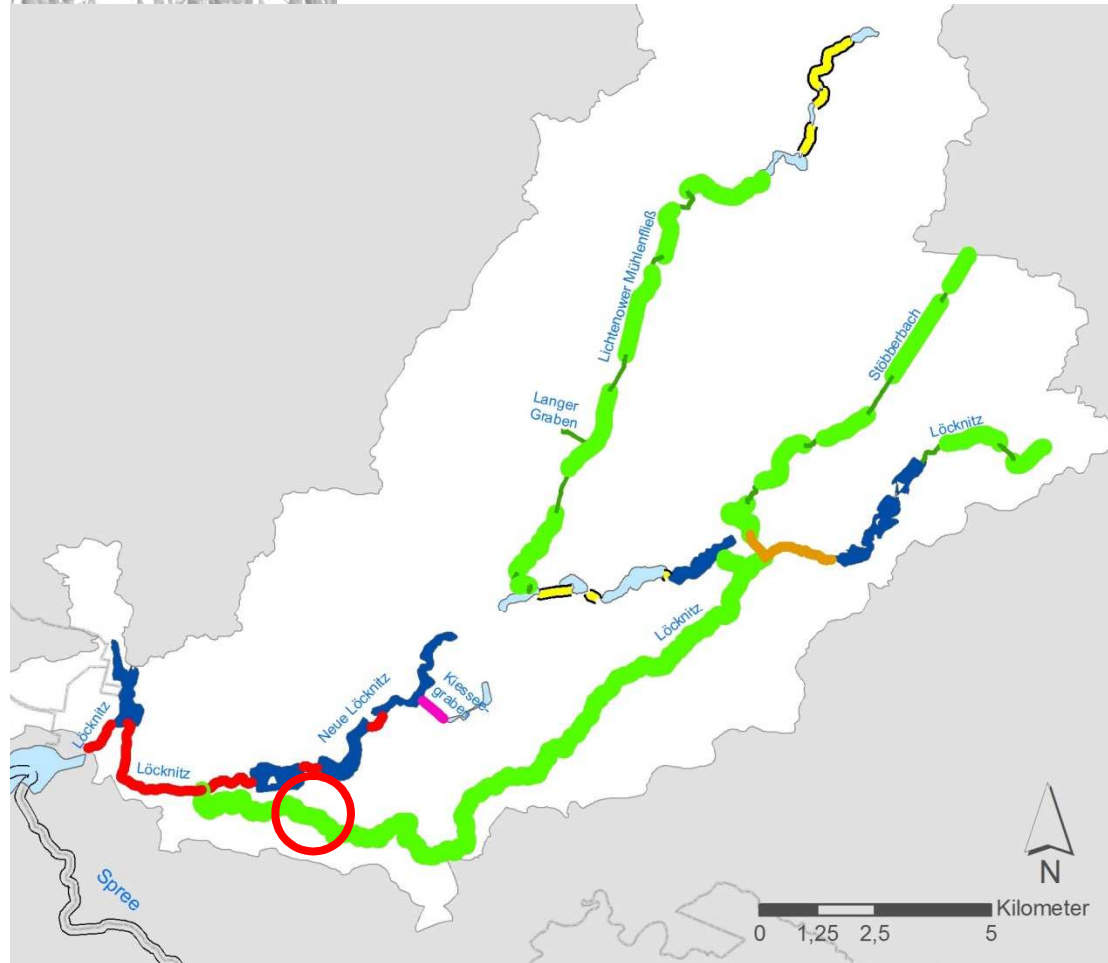 Lichtenower Mühlenfließ
Stöbberbach
Langer
Graben
Löcknitz
Löcknitz
Kiessee-
graben
Neue Löcknitz
Löcknitz
Löcknitz
Spree
N
Kilometer
0 1,25 2,5 5